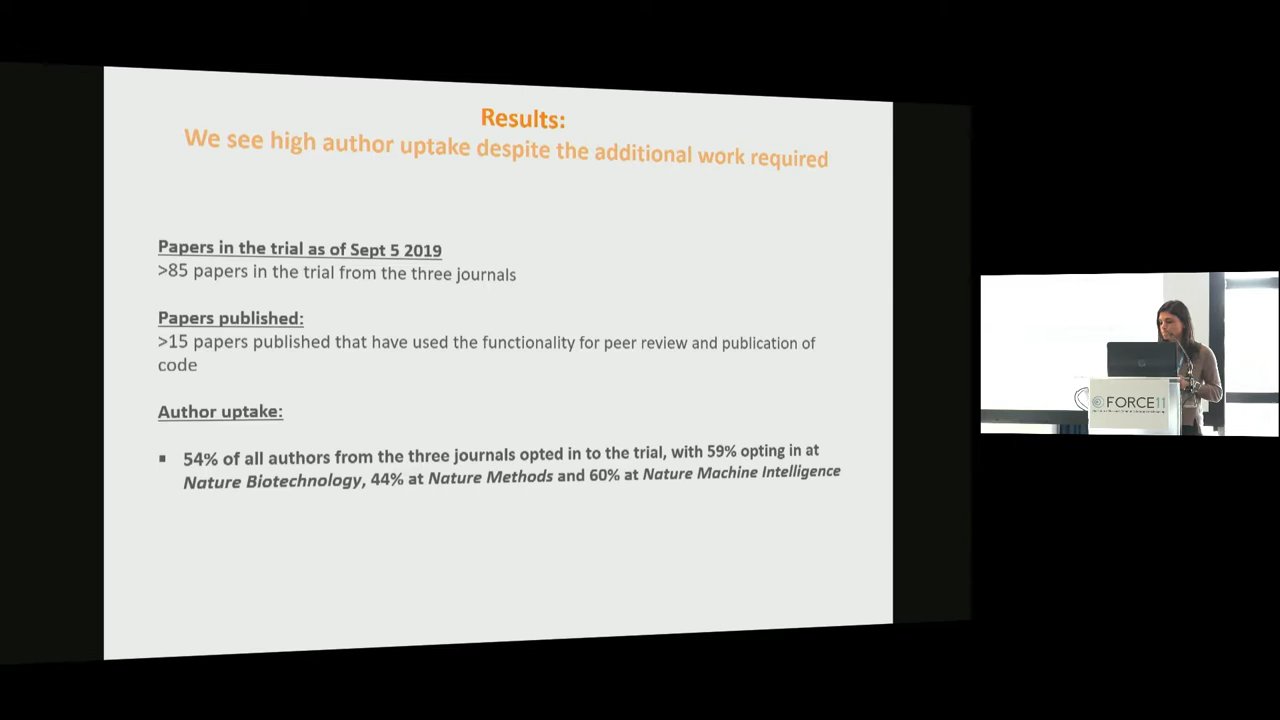 Results:
We see high author uptake despite the additional work required
Papers in the trial as of Sept 5 2019
>85 papers in the trial from the three journals
Papers published:
>15 papers published that have used the functionality for peer review and publication of
code
Author uptake:
▪ 54% of all authors from the three journals opted in to the trial, with 59% opting in at
Nature Biotechnology, 44% at Nature Methods and 60% at Nature Machine Intelligence
FORCE11